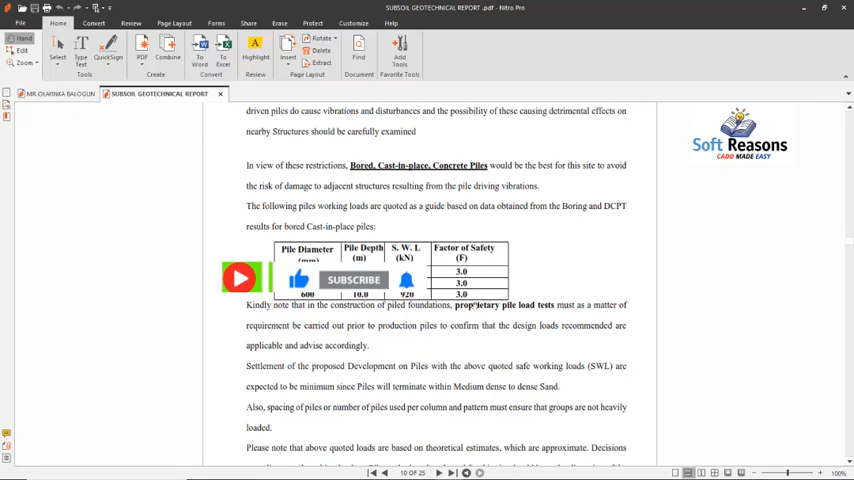 SUBSOIL GEOTECHNICAL REPORT .pdf - Nitro Pro
File Home Convert Review Page Layout Forms Share Erase Protect Customize Help
Hand
Edit
Zoom
Select
Type Text
QuickSign
PDF
Combine
To Word
To Excel
Highlight
Insert
Rotate
Delete
Extract
Find
Add Tools
Tools Create Convert Review Page Layout Document Favorite Tools
MR OLAYINKA BALOGUN SUBSOIL GEOTECHNICAL REPORT
driven piles do cause vibrations and disturbances and the possibility of these causing detrimental effects on
nearby Structures should be carefully examined
Soft Reasons
CADD MADE EASY
In view of these restrictions, Bored, Cast-in-place, Concrete Piles would be the best for this site to avoid
the risk of damage to adjacent structures resulting from the pile driving vibrations.
The following piles working loads are quoted as a guide based on data obtained from the Boring and DCPT
results for bored Cast-in-place piles:
Pile Diameter Pile Depth S. W. L Factor of Safety
(mm) (m) (kN) (F)
3.0
SUBSCRIBE 3.0
600 10.0 920 3.0
Kindly note that in the construction of piled foundations, proprietary pile load tests must as a matter of
requirement be carried out prior to production piles to confirm that the design loads recommended are
applicable and advise accordingly.
Settlement of the proposed Development on Piles with the above quoted safe working loads (SWL) are
expected to be minimum since Piles will terminate within Medium dense to dense Sand.
Also, spacing of piles or number of piles used per column and pattern must ensure that groups are not heavily
loaded.
Please note that above quoted loads are based on theoretical estimates, which are approximate. Decisions
10 OF 25
100%